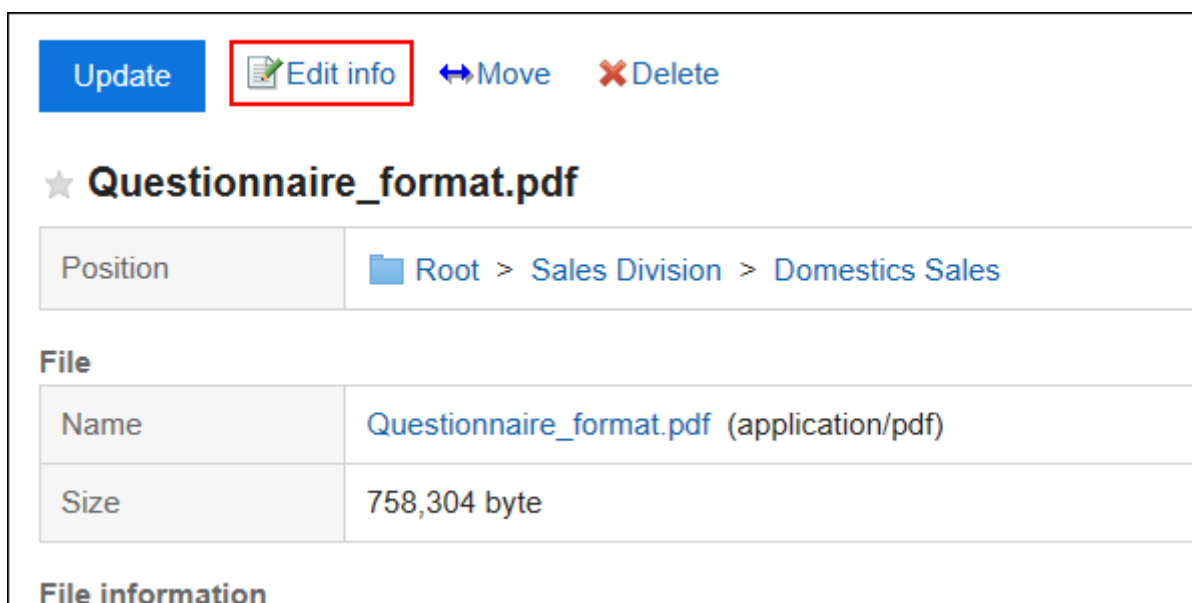 Update Edit info Move Delete
Questionnaire_format.pdf
Position Root > Sales Division > Domestics Sales
File
Name Questionnaire_format.pdf (application/pdf)
Size 758,304 byte
File information